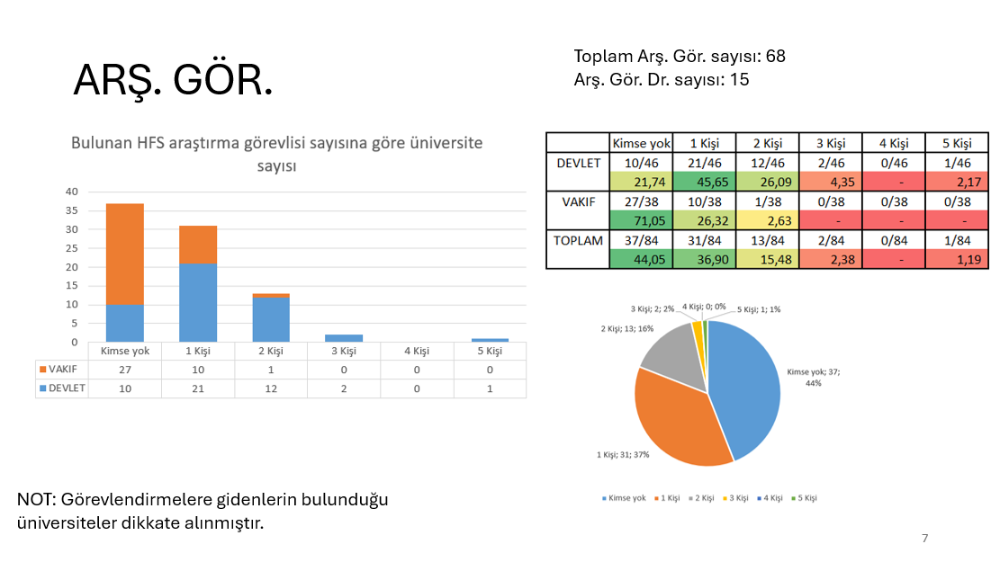 ARŞ. GÖR.
Toplam Arş. Gör. sayısı: 68
Arş. Gör. Dr. sayısı: 15
Bulunan HFS araştırma görevlisi sayısına göre üniversite
sayısı
40
35
30
25
20
15
10
5
0
Kimse yok 1 Kişi 2 Kişi 3 Kişi 4 Kişi 5 Kişi
VAKIF 27 10 1 0 0 0
DEVLET 10 21 12 2 0 1
Kimse yok 1 Kişi 2 Kişi 3 Kişi 4 Kişi 5 Kişi
DEVLET 10/46 21/46 12/46 2/46 0/46 1/46
21,74 45,65 26,09 4,35 - 2,17
VAKIF 27/38 10/38 1/38 0/38 0/38 0/38
71,05 26,32 2,63 - - -
TOPLAM 37/84 31/84 13/84 2/84 0/84 1/84
44,05 36,90 15,48 2,38 - 1,19
3 Kişi; 2; 2% 4 Kişi; 0; 0% 5 Kişi; 1; 1%
2 Kişi; 13; 16%
Kimse yok; 37;
44%
1 Kişi; 31; 37%
Kimse yok 1 Kişi 2 Kişi 3 Kişi 4 Kişi 5 Kişi
NOT: Görevlendirmelere gidenlerin bulunduğu
üniversiteler dikkate alınmıştır.
7